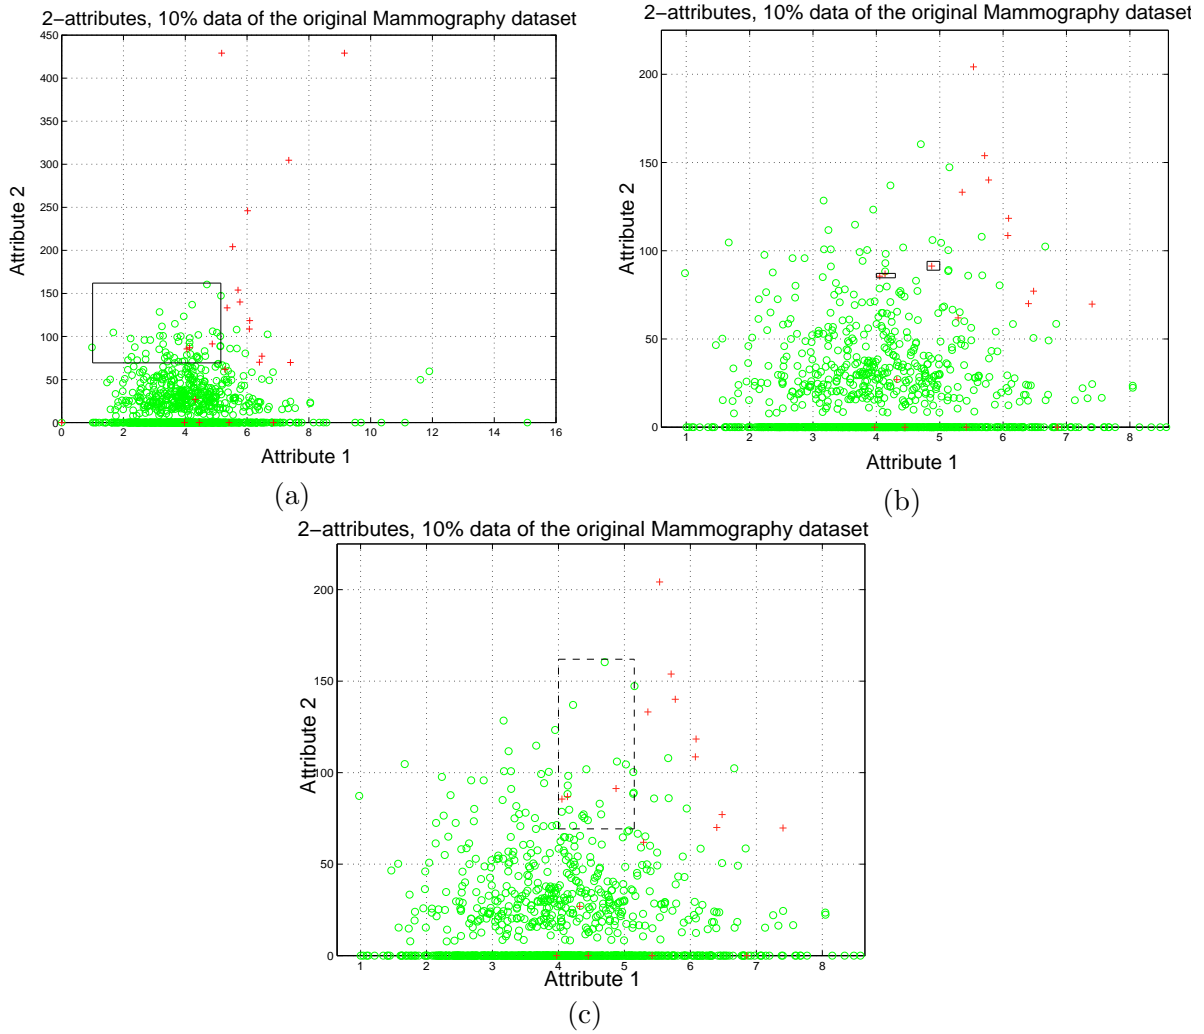 2−attributes, 10% data of the original Mammography dataset
450
400
350
300
250
200
150
100
50
0
0 2 4 6 8 10 12 14 16
Attribute 2
Attribute 1
(a)
2−attributes, 10% data of the original Mammography dataset
200
150
100
50
0
1 2 3 4 5 6 7 8
Attribute 2
Attribute 1
(b)
2−attributes, 10% data of the original Mammography dataset
200
150
100
50
0
1 2 3 4 5 6 7 8
Attribute 2
Attribute 1
(c)